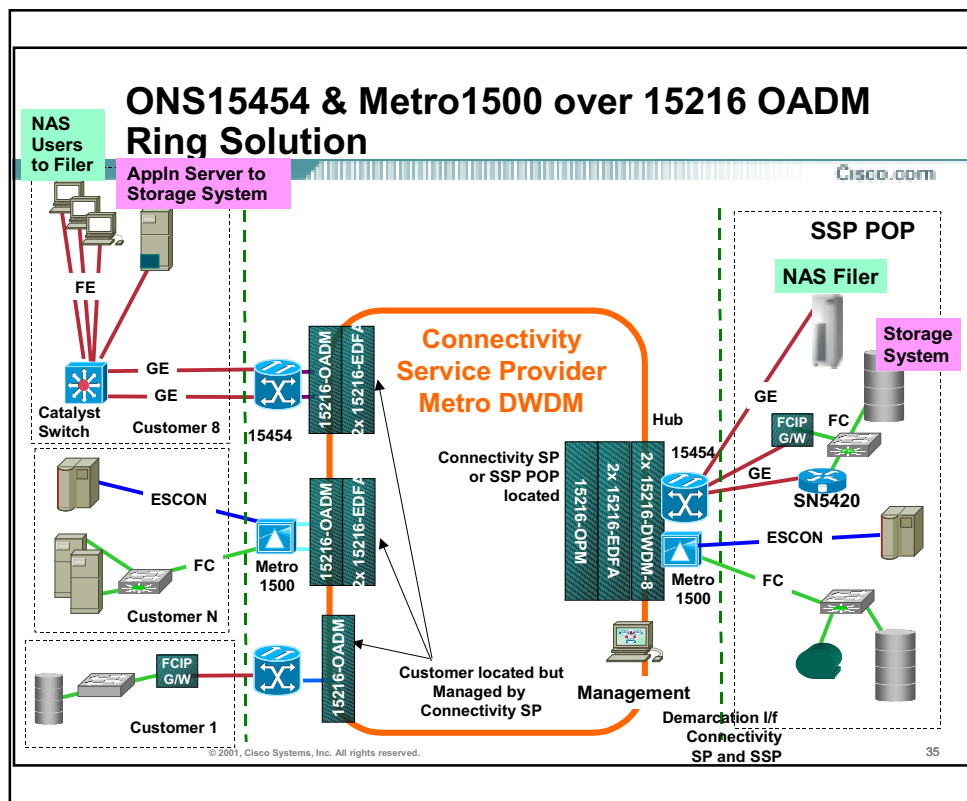 ONS15454 & Metro1500 over 15216 OADM
Ring Solution
NAS
Users
to Filer
Appln Server to
Storage System
Cisco.com
FE
GE
GE
Catalyst
Switch
Customer 8
15454
15216-OADM
2x 15216-EDFA
Connectivity
Service Provider
Metro DWDM
SSP POP
NAS Filer
Storage
System
GE
FCIP
G/W
FC
GE
SN5420
Hub
15454
Connectivity SP
or SSP POP
located
15216-OPM
2x 15216-EDFA
2x 15216-DWDM-8
ESCON
FC
Metro
1500
Customer N
15216-OADM
2x 15216-EDFA
ESCON
Metro
1500
FC
FCIP
G/W
Customer 1
15216-OADM
Customer located but
Managed by
Connectivity SP
Management
Demarcation I/f
Connectivity
SP and SSP
© 2001, Cisco Systems, Inc. All rights reserved.
35